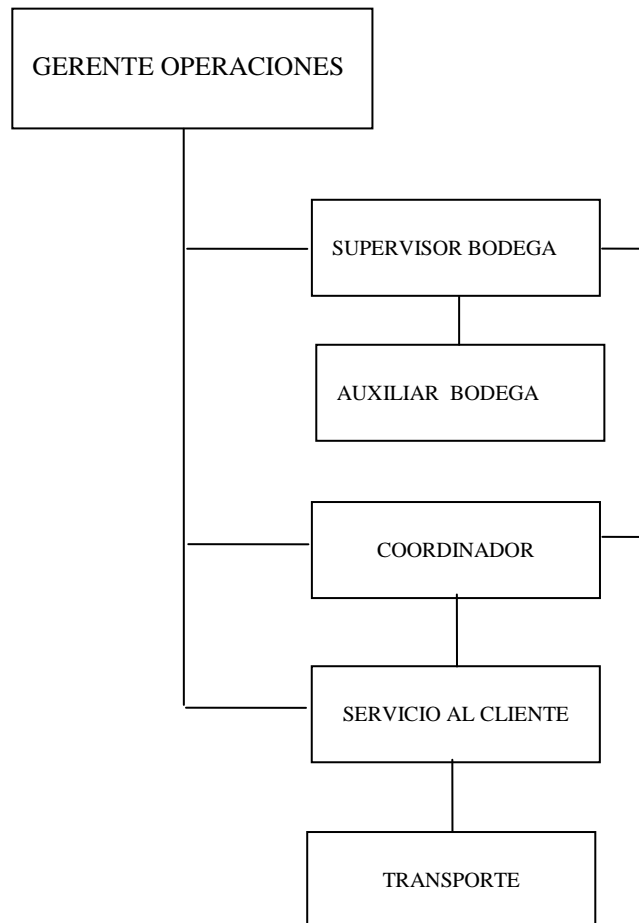 GERENTE OPERACIONES
SUPERVISOR BODEGA
AUXILIAR BODEGA
COORDINADOR
SERVICIO AL CLIENTE
TRANSPORTE